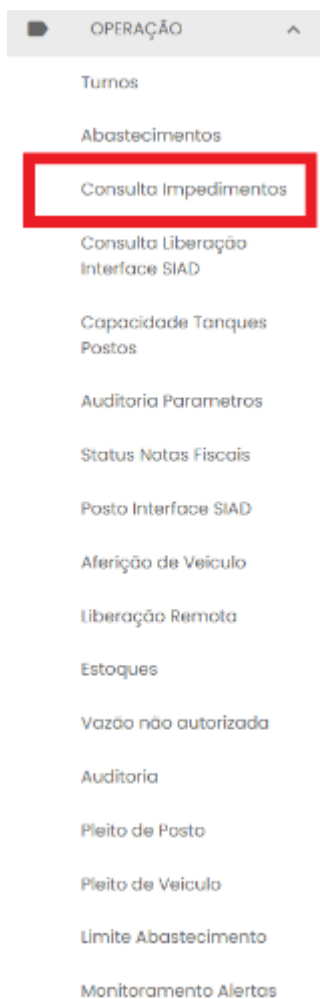 OPERAÇÃO
Turnos
Abastecimentos
Consulta Impedimentos
Consulta Liberação
Interface SIAD
Capacidade Tanques
Postos
Auditoria Parametros
Status Notas Fiscais
Posto Interface SIAD
Aferição de Veiculo
Liberação Remota
Estoques
Vazão não autorizada
Auditoria
Pleito de Posto
Pleito de Veiculo
Limite Abastecimento
Monitoramento Alertas